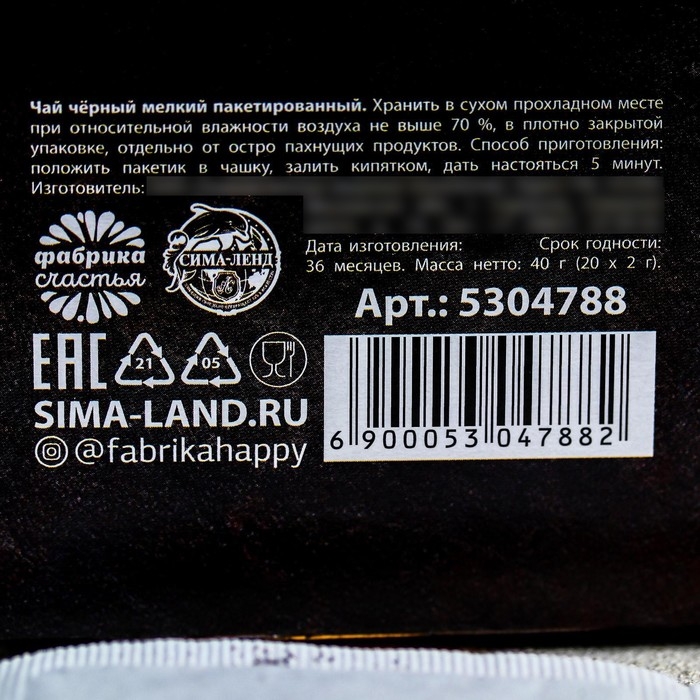 Чай чёрный мелкий пакетированный. Хранить в сухом прохладном месте
при относительной влажности воздуха не выше 70 %, в плотно закрытой
упаковке, отдельно от остро пахнущих продуктов. Способ приготовления:
положить пакетик в чашку, залить кипятком, дать настояться 5 минут.
Изготовитель:
фабрика
счастья
СИМА-ЛЕНД
Дата изготовления: Срок годности:
36 месяцев. Масса нетто: 40 г (20 x 2 г).
Арт.: 5304788
EAC 21 05
SIMA-LAND.RU
@fabrikahappy
6 900053 047882